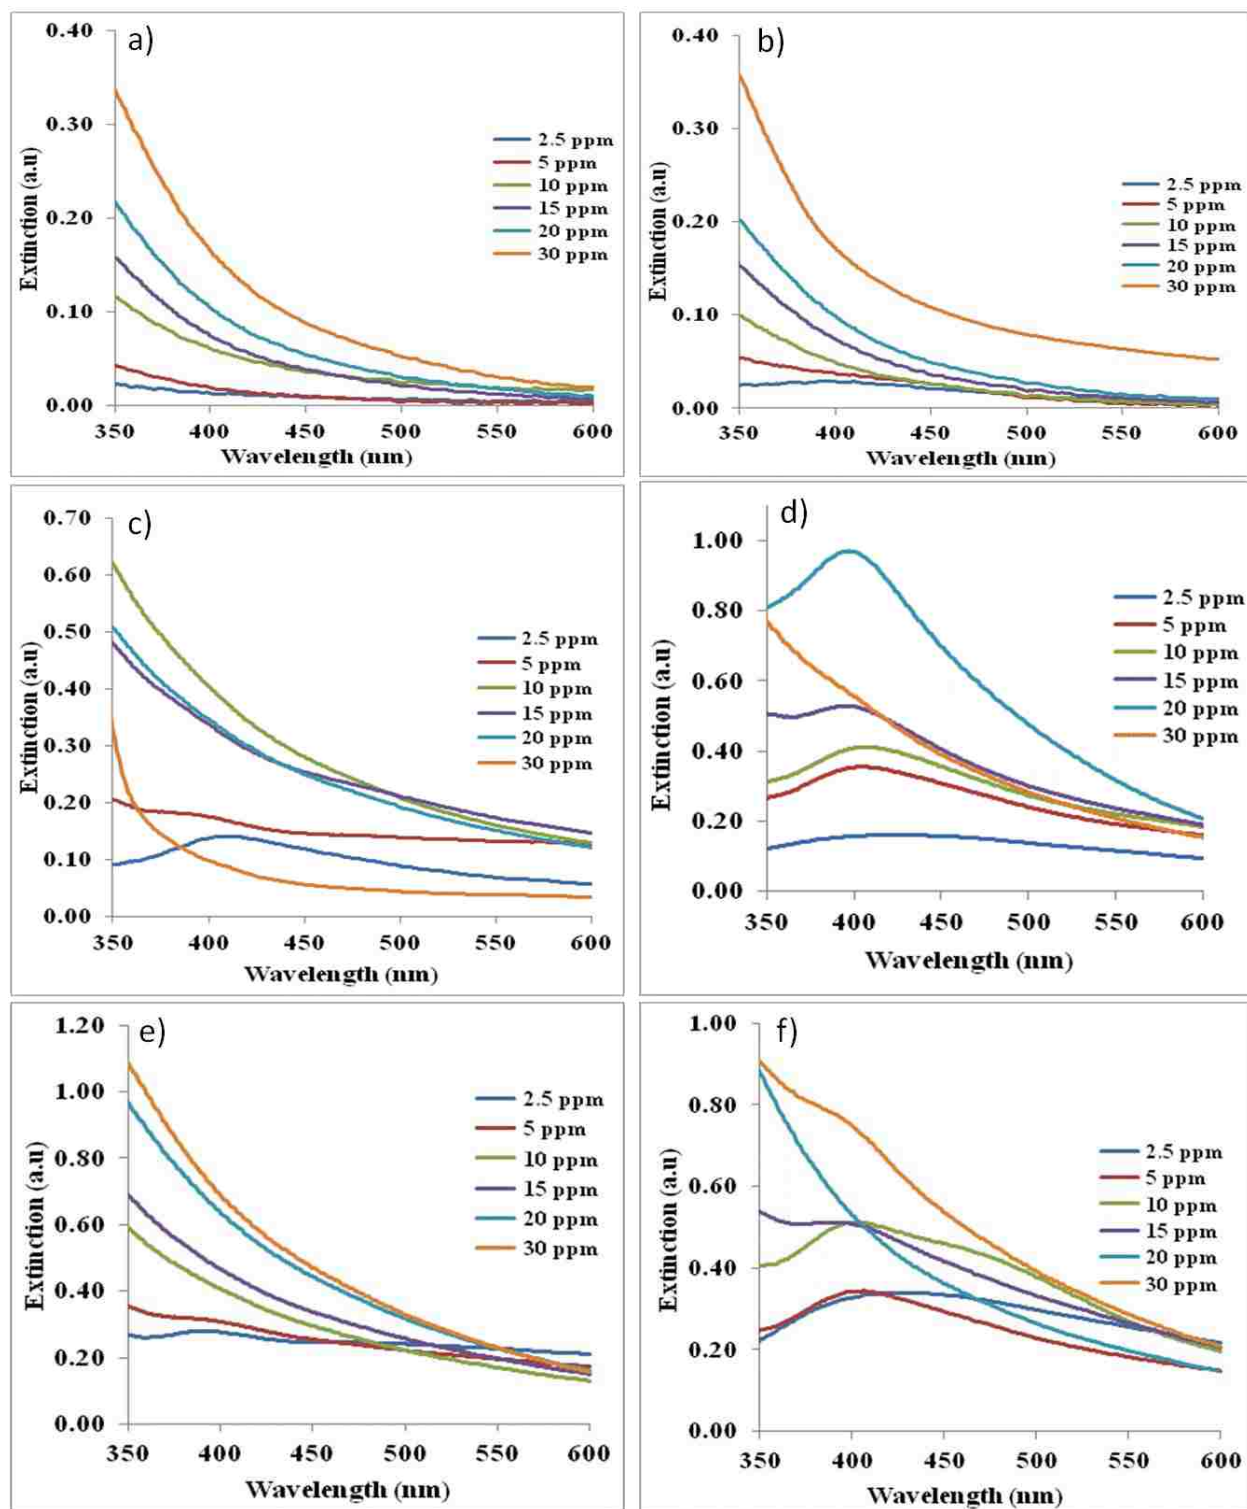 a)
0.40
0.30
0.20
0.10
0.00
Extinction (a.u)
2.5 ppm
5 ppm
10 ppm
15 ppm
20 ppm
30 ppm
350 400 450 500 550 600
Wavelength (nm)
b)
0.40
0.30
0.20
0.10
0.00
Extinction (a.u)
2.5 ppm
5 ppm
10 ppm
15 ppm
20 ppm
30 ppm
350 400 450 500 550 600
Wavelength (nm)
c)
0.70
0.60
0.50
0.40
0.30
0.20
0.10
0.00
Extinction (a.u)
2.5 ppm
5 ppm
10 ppm
15 ppm
20 ppm
30 ppm
350 400 450 500 550 600
Wavelength (nm)
d)
1.00
0.80
0.60
0.40
0.20
0.00
Extinction (a.u)
2.5 ppm
5 ppm
10 ppm
15 ppm
20 ppm
30 ppm
350 400 450 500 550 600
Wavelength (nm)
e)
1.20
1.00
0.80
0.60
0.40
0.20
0.00
Extinction (a.u)
2.5 ppm
5 ppm
10 ppm
15 ppm
20 ppm
30 ppm
350 400 450 500 550 600
Wavelength (nm)
f)
1.00
0.80
0.60
0.40
0.20
0.00
Extinction (a.u)
2.5 ppm
5 ppm
10 ppm
15 ppm
20 ppm
30 ppm
350 400 450 500 550 600
Wavelength (nm)